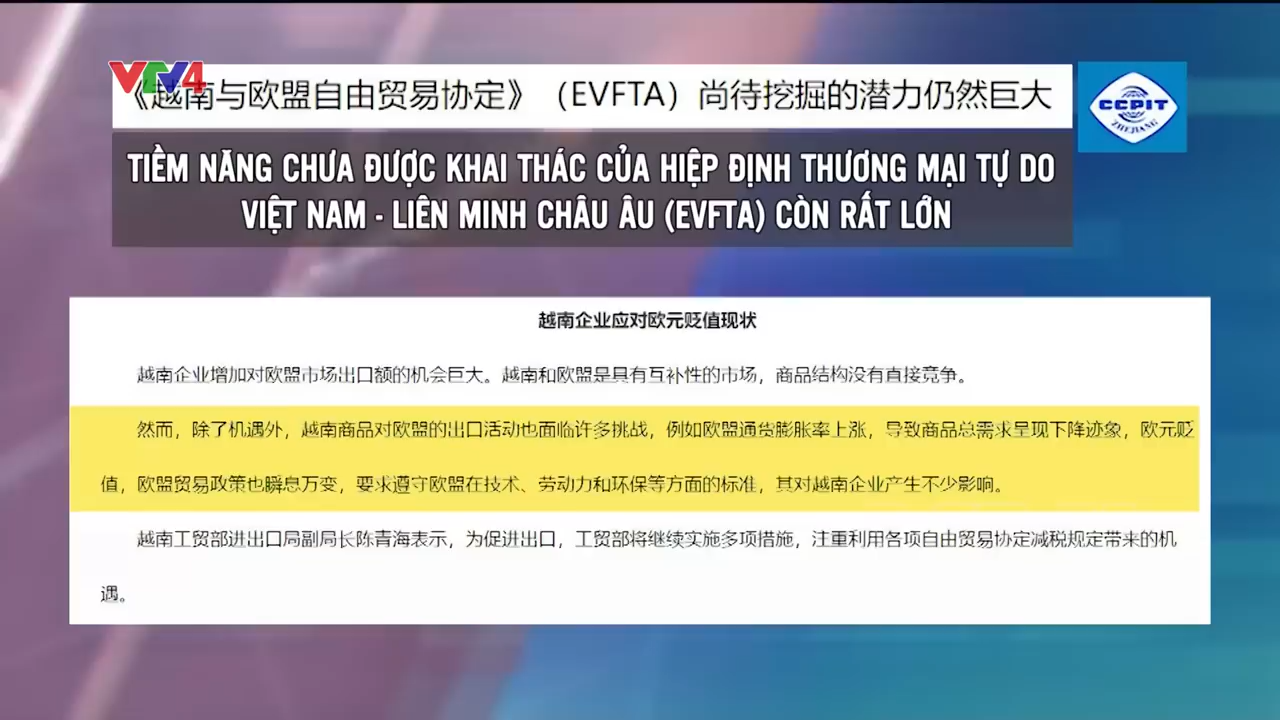 VTV4
《越南与欧盟自由贸易协定》（EVFTA）尚待挖掘的潜力仍然巨大
CCPIT
ZHEJIANG
TIỀM NĂNG CHƯA ĐƯỢC KHAI THÁC CỦA HIỆP ĐỊNH THƯƠNG MẠI TỰ DO
VIỆT NAM - LIÊN MINH CHÂU ÂU (EVFTA) CÒN RẤT LỚN
越南企业应对欧元贬值现状
越南企业增加对欧盟市场出口额的机会巨大。越南和欧盟是具有互补性的市场，商品结构没有直接竞争。
然而，除了机遇外，越南商品对欧盟的出口活动也面临许多挑战，例如欧盟通货膨胀率上涨，导致商品总需求呈现下降迹象，欧元贬
值，欧盟贸易政策也瞬息万变，要求遵守欧盟在技术、劳动力和环保等方面的标准，其对越南企业产生不少影响。
越南工贸部进出口局副局长陈青海表示，为促进出口，工贸部将继续实施多项措施，注重利用各项自由贸易协定减税规定带来的机
遇。